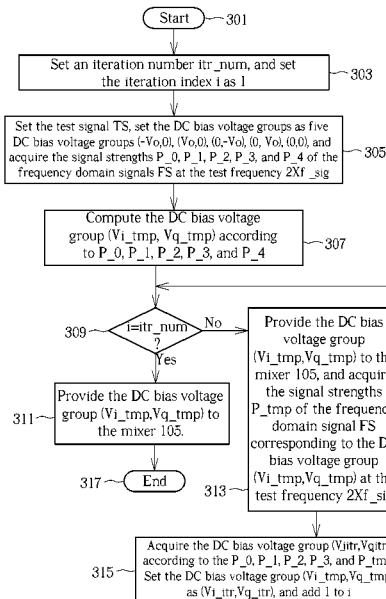 Start
301
Set an iteration number itr_num, and set
the iteration index i as 1
303
Set the test signal TS, set the DC bias voltage groups as five
DC bias voltage groups (-Vo,0), (Vo,0), (0,-Vo), (0, Vo), (0,0), and
acquire the signal strengths P_0, P_1, P_2, P_3, and P_4 of the
frequency domain signals FS at the test frequency 2Xf_sig
305
Compute the DC bias voltage
group (Vi_tmp, Vq_tmp) according
to P_0, P_1, P_2, P_3, and P_4
307
309
i=itr_num
?
No
Yes
Provide the DC bias voltage
group (Vi_tmp,Vq_tmp) to
the mixer 105.
311
317
End
Provide the DC bias
voltage group
(Vi_tmp,Vq_tmp) to the
mixer 105, and acquire
the signal strengths
P_tmp of the frequency
domain signal FS
corresponding to the
bias voltage group
(Vi_tmp,Vq_tmp) at the
test frequency 2Xf_si
313
Acquire the DC bias voltage group (Vi_itr,Vq_itr)
according to the P_0, P_1, P_2, P_3, and P_tm
Set the DC bias voltage group (Vi_tmp,Vq_tmp)
as (Vi_itr,Vq_itr), and add 1 to i
315